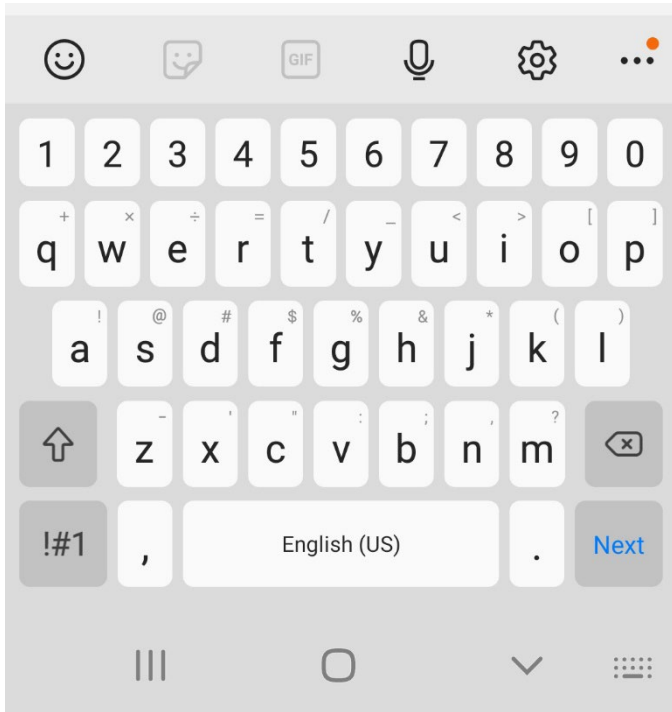 GIF
1 2 3 4 5 6 7 8 9 0
+ × ÷ = / _ < > [ ]
q w e r t y u i o p
! @ # $ % & * ( )
a s d f g h j k l
- ' " : ; , ?
z x c v b n m
!#1 , English (US) . Next